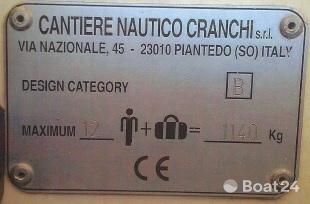 CANTIERE NAUTICO CRANCHI s.r.l.
VIA NAZIONALE, 45 - 23010 PIANTEDO (SO) ITALY
DESIGN CATEGORY B
MAXIMUM 12 + = 1140 Kg
CE
Boat24